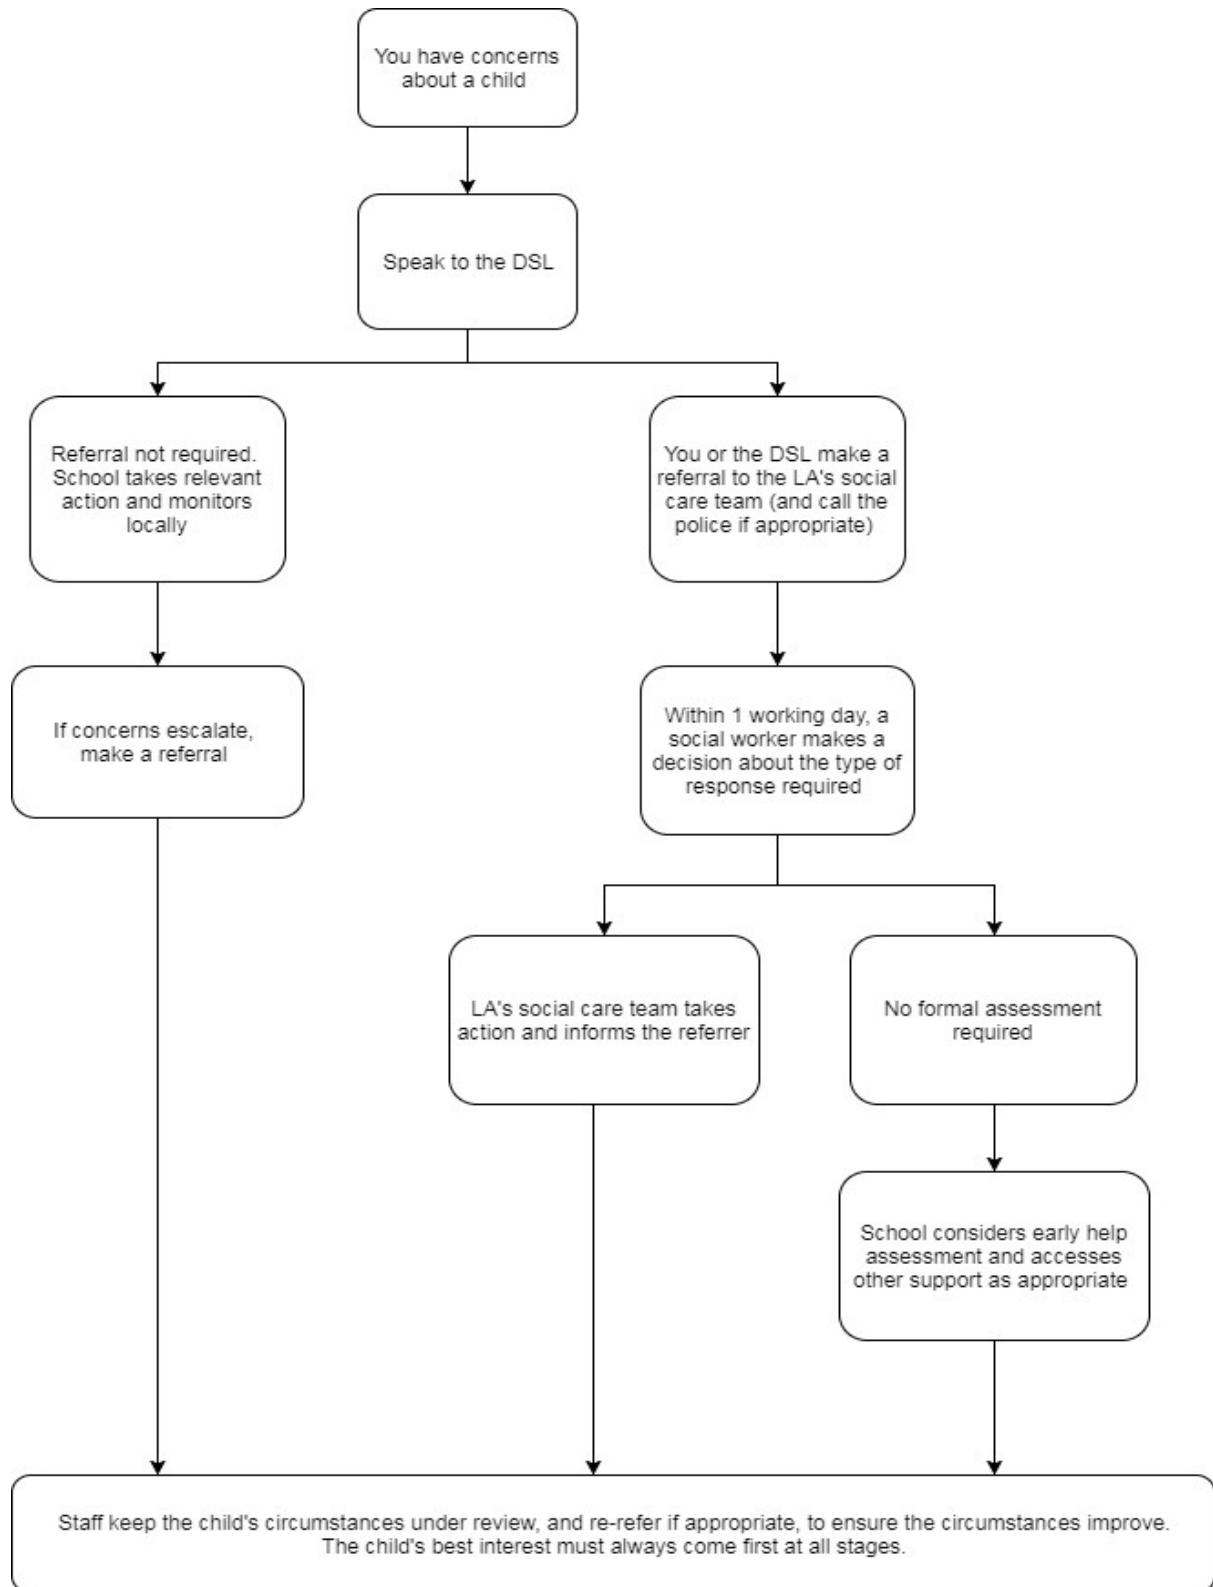 You have concerns
about a child
Speak to the DSL
Referral not required.
School takes relevant
action and monitors
locally
You or the DSL make a
referral to the LA's social
care team (and call the
police if appropriate)
If concerns escalate,
make a referral
Within 1 working day, a
social worker makes a
decision about the type of
response required
LA's social care team takes
action and informs the referrer
No formal assessment
required
School considers early help
assessment and accesses
other support as appropriate
Staff keep the child's circumstances under review, and re-refer if appropriate, to ensure the circumstances improve.
The child's best interest must always come first at all stages.